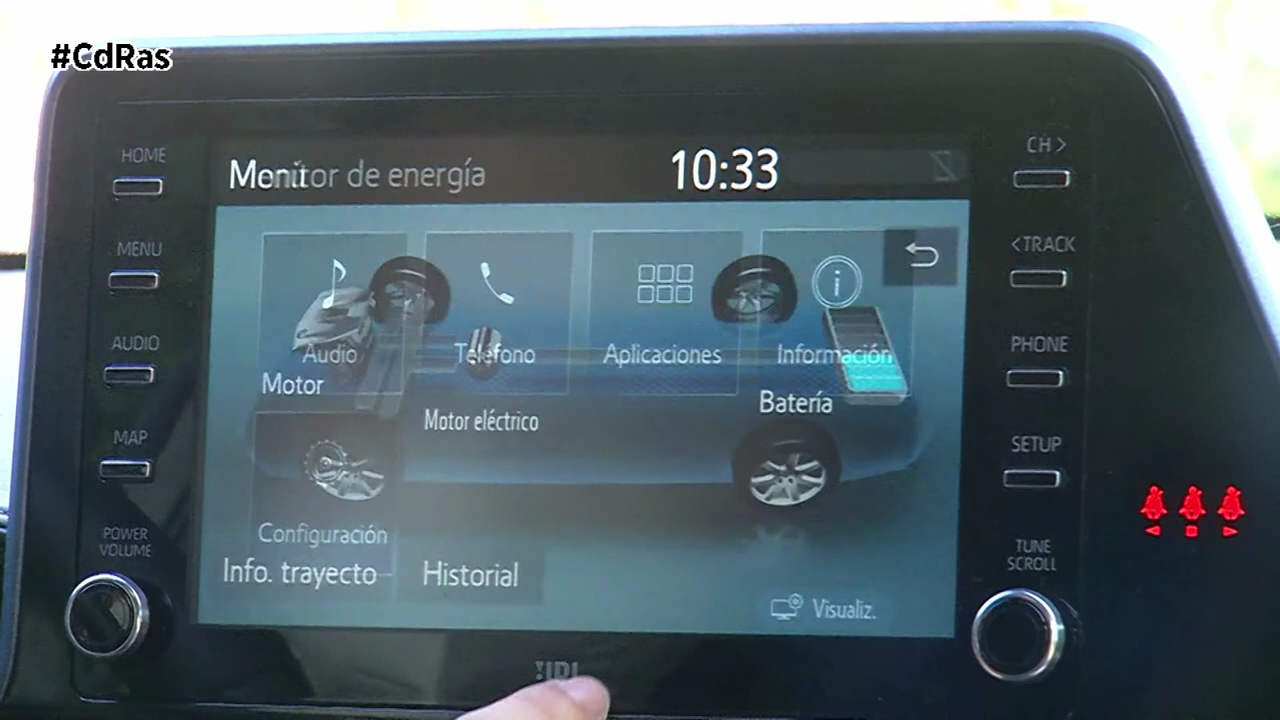 #CdRas
HOME
MENU
AUDIO
MAP
POWER
VOLUME
Menú
Monitor de energía
10:33
Audio
Teléfono
Aplicaciones
Información
Motor
Motor eléctrico
Batería
Configuración
Info. trayecto
Historial
Visualiz.
CH >
< TRACK
PHONE
SETUP
TUNE
SCROLL
JBL